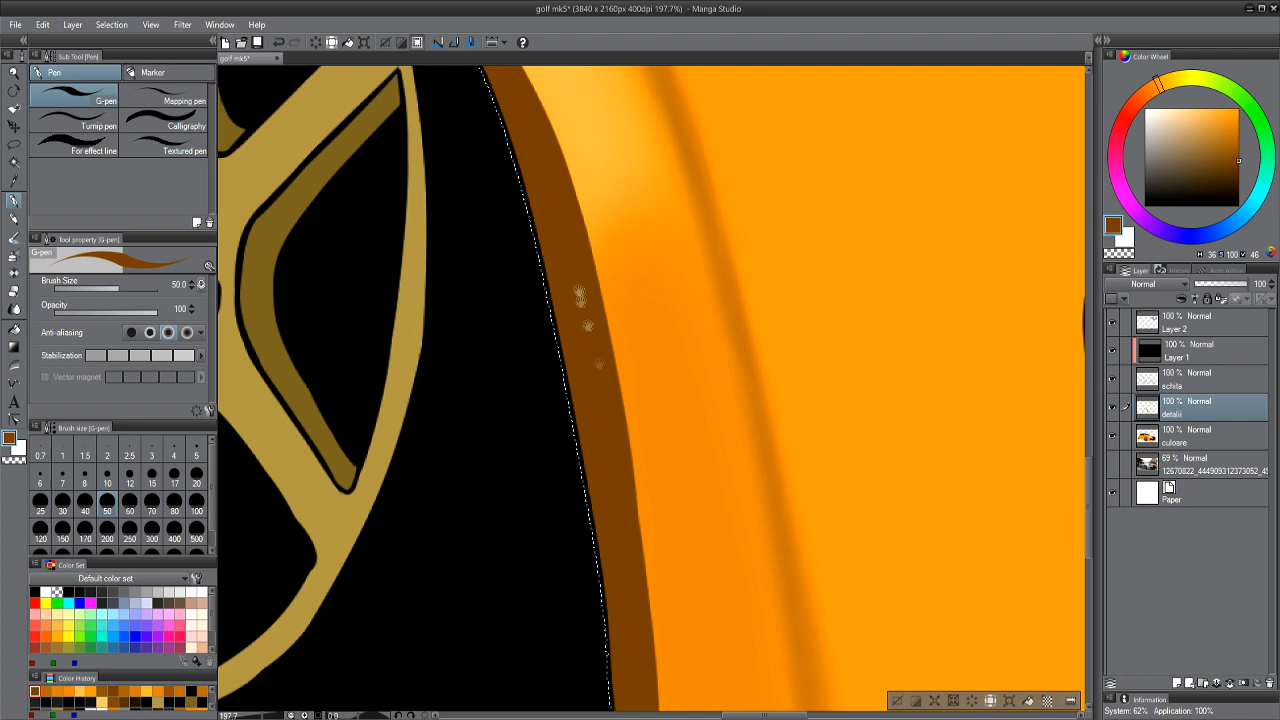 golf mk5* (3840 x 2160px 400dpi 197.7%) - Manga Studio
File Edit Layer Selection View Filter Window Help
Sub Tool [Pen]
golf mk5*
Pen Marker
G-pen Mapping pen
Turnip pen Calligraphy
For effect line Textured pen
Tool property [G-pen]
G-pen
Brush Size 50.0
Opacity 100
Anti-aliasing
Stabilization
Vector magnet
Brush size [G-pen]
0.7 1 1.5 2 2.5 3 4 5
6 7 8 10 12 15 17 20
25 30 40 50 60 70 80 100
120 150 170 200 250 300 400 500
Color Set
Default color set
Color History
197.7 0.0
Color Wheel
H 36 S 100 V 46
Layer History Auto Action
Normal 100
100 % Normal
Layer 2
100 % Normal
Layer 1
100 % Normal
schita
100 % Normal
detalii
100 % Normal
culoare
69 % Normal
12670822_444909312373052_45
Paper
Information
System: 62% Application: 100%